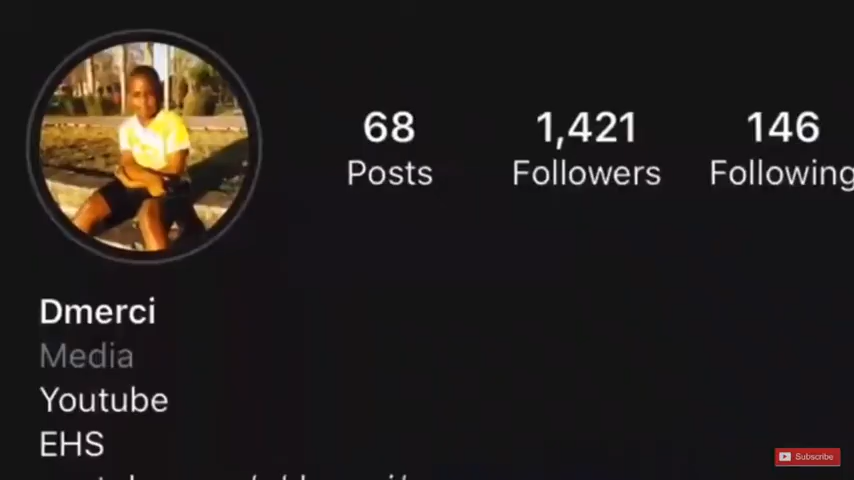 68 1,421 146
Posts Followers Following
Dmerci
Media
Youtube
EHS
Subscribe